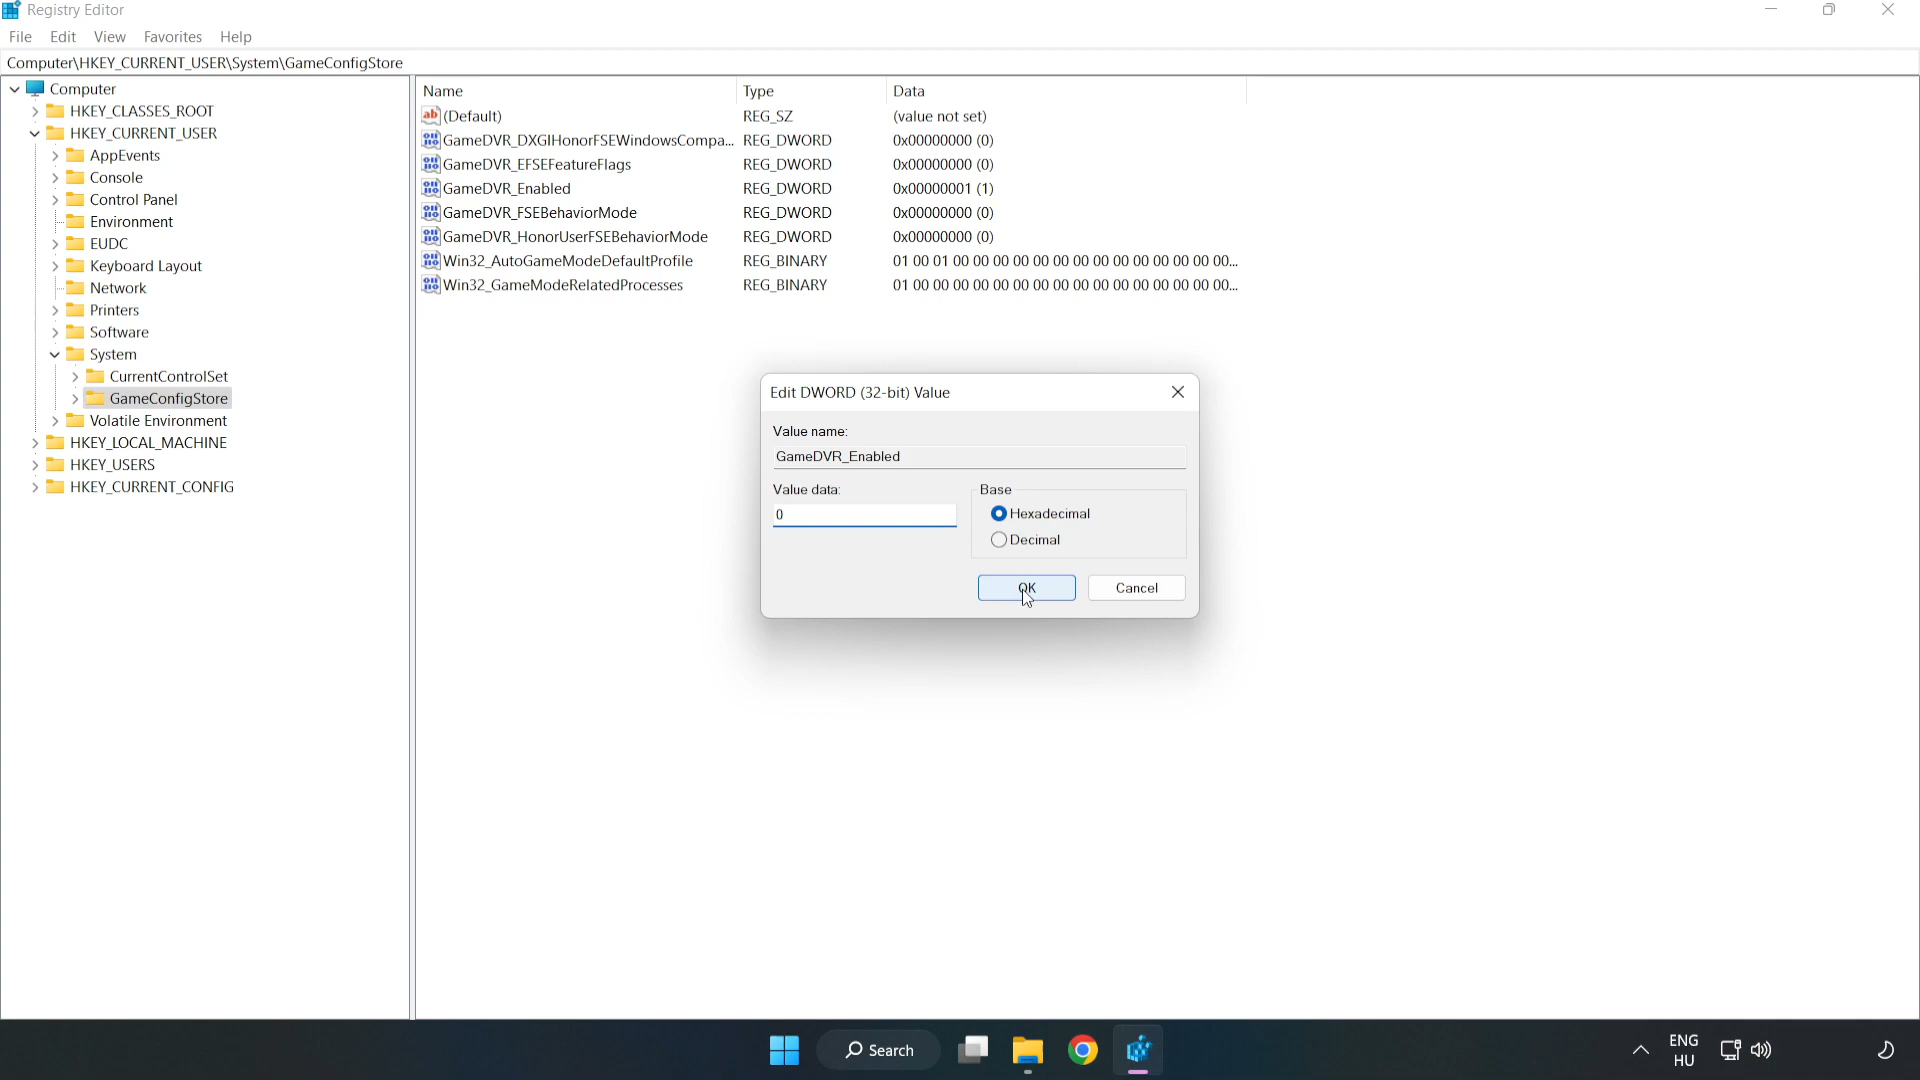 Registry Editor
File Edit View Favorites Help
Computer\HKEY_CURRENT_USER\System\GameConfigStore
Computer
HKEY_CLASSES_ROOT
HKEY_CURRENT_USER
AppEvents
Console
Control Panel
Environment
EUDC
Keyboard Layout
Network
Printers
Software
System
CurrentControlSet
GameConfigStore
Volatile Environment
HKEY_LOCAL_MACHINE
HKEY_USERS
HKEY_CURRENT_CONFIG
Name Type Data
(Default) REG_SZ (value not set)
GameDVR_DXGIHonorFSEWindowsCompa... REG_DWORD 0x00000000 (0)
GameDVR_EFSEFeatureFlags REG_DWORD 0x00000000 (0)
GameDVR_Enabled REG_DWORD 0x00000001 (1)
GameDVR_FSEBehaviorMode REG_DWORD 0x00000000 (0)
GameDVR_HonorUserFSEBehaviorMode REG_DWORD 0x00000000 (0)
Win32_AutoGameModeDefaultProfile REG_BINARY 01 00 01 00 00 00 00 00 00 00 00 00 00 00 00 00 00...
Win32_GameModeRelatedProcesses REG_BINARY 01 00 00 00 00 00 00 00 00 00 00 00 00 00 00 00 00...
Edit DWORD (32-bit) Value
Value name:
GameDVR_Enabled
Value data: Base
0 Hexadecimal
Decimal
OK Cancel
Search
ENG
HU